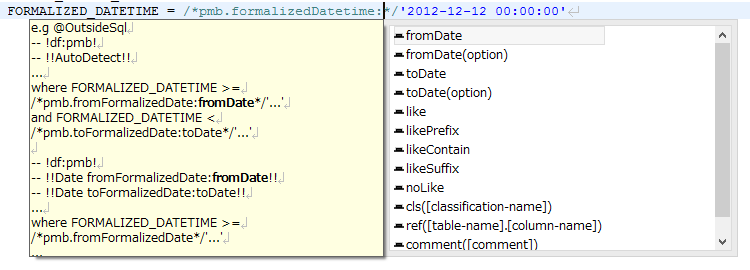 FORMALIZED_DATETIME = /*pmb.formalizedDatetime:*/'2012-12-12 00:00:00'
e.g @OutsideSql
-- !df:pmb!
-- !!AutoDetect!!
...
where FORMALIZED_DATETIME >=
/*pmb.fromFormalizedDate:fromDate*/'...'
and FORMALIZED_DATETIME <
/*pmb.toFormalizedDate:toDate*/'...'
-- !df:pmb!
-- !!Date fromFormalizedDate:fromDate!!
-- !!Date toFormalizedDate:toDate!!
...
where FORMALIZED_DATETIME >=
/*pmb.fromFormalizedDate*/'...'
...
fromDate
fromDate(option)
toDate
toDate(option)
like
likePrefix
likeContain
likeSuffix
noLike
cls([classification-name])
ref([table-name].[column-name])
comment([comment])